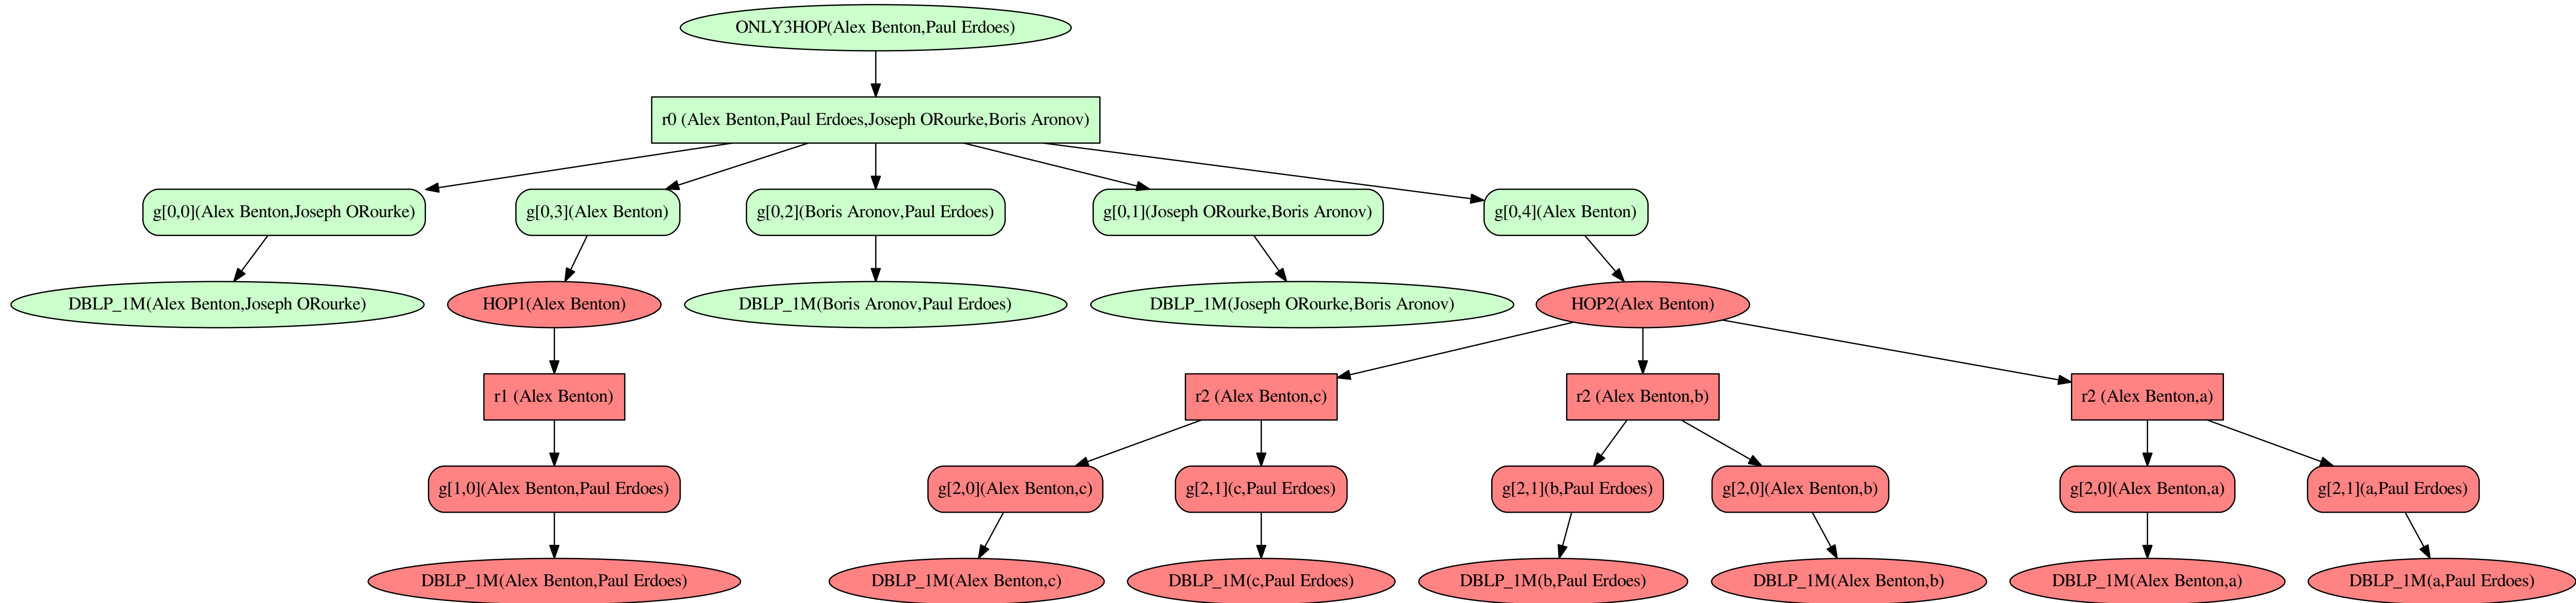 ONLY3HOP(Alex Benton,Paul Erdoes)
r0 (Alex Benton,Paul Erdoes,Joseph ORourke,Boris Aronov)
g[0,0](Alex Benton,Joseph ORourke)
g[0,3](Alex Benton)
g[0,2](Boris Aronov,Paul Erdoes)
g[0,1](Joseph ORourke,Boris Aronov)
g[0,4](Alex Benton)
DBLP_1M(Alex Benton,Joseph ORourke)
HOP1(Alex Benton)
DBLP_1M(Boris Aronov,Paul Erdoes)
DBLP_1M(Joseph ORourke,Boris Aronov)
HOP2(Alex Benton)
r1 (Alex Benton)
r2 (Alex Benton,c)
r2 (Alex Benton,b)
r2 (Alex Benton,a)
g[1,0](Alex Benton,Paul Erdoes)
g[2,0](Alex Benton,c)
g[2,1](c,Paul Erdoes)
g[2,1](b,Paul Erdoes)
g[2,0](Alex Benton,b)
g[2,0](Alex Benton,a)
g[2,1](a,Paul Erdoes)
DBLP_1M(Alex Benton,Paul Erdoes)
DBLP_1M(Alex Benton,c)
DBLP_1M(c,Paul Erdoes)
DBLP_1M(b,Paul Erdoes)
DBLP_1M(Alex Benton,b)
DBLP_1M(Alex Benton,a)
DBLP_1M(a,Paul Erdoes)